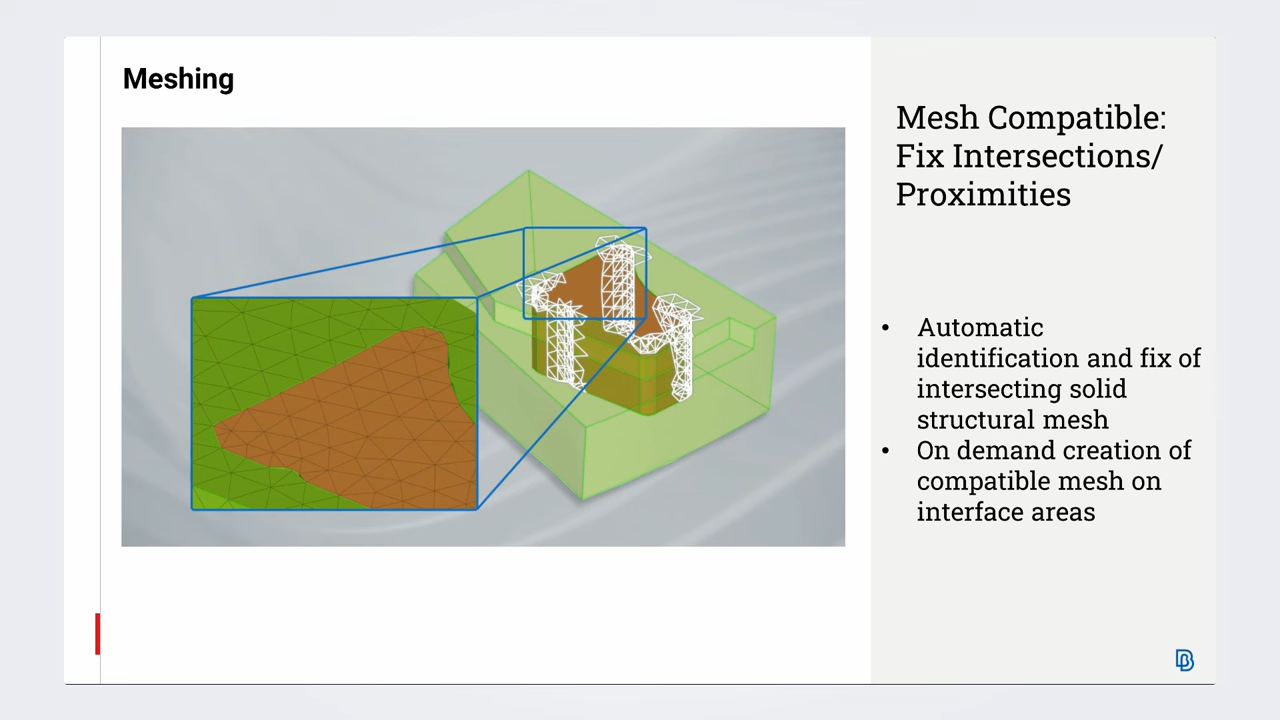 Meshing
Mesh Compatible:
Fix Intersections/
Proximities
• Automatic
identification and fix of
intersecting solid
structural mesh
• On demand creation of
compatible mesh on
interface areas